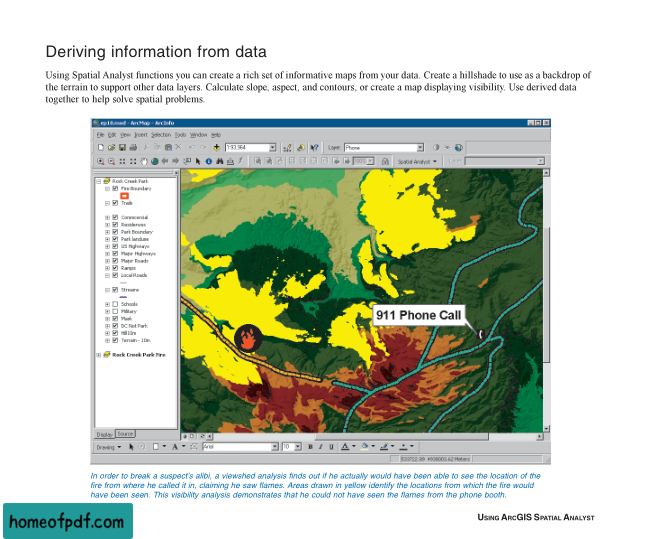 Deriving information from data
Using Spatial Analyst functions you can create a rich set of informative maps from your data. Create a hillshade to use as a backdrop of
the terrain to support other data layers. Calculate slope, aspect, and contours, or create a map displaying visibility. Use derived data
together to help solve spatial problems.
File Edit View Insert Selection Tools Window Help
1:93,964
Layer: Phone
Spatial Analyst
Rock Creek Park
Fire Boundary
Trails
Commercial
Residences
Park Boundary
Park landuse
US Highways
Major Highways
Major Roads
Ramps
Local Roads
Streams
Schools
Military
Mask
DC Not Park
Hill10m
Terrain - 10m
Rock Creek Park Fire
911 Phone Call
Display Source
Drawing
A
Arial
10
B I U A
In order to break a suspect's alibi, a viewshed analysis finds out if he actually would have been able to see the location of the
fire from where he called it in, claiming he saw flames. Areas drawn in yellow identify the locations from which the fire would
have been seen. This visibility analysis demonstrates that he could not have seen the flames from the phone booth.
homeofpdf.com
USING ARCGIS SPATIAL ANALYST